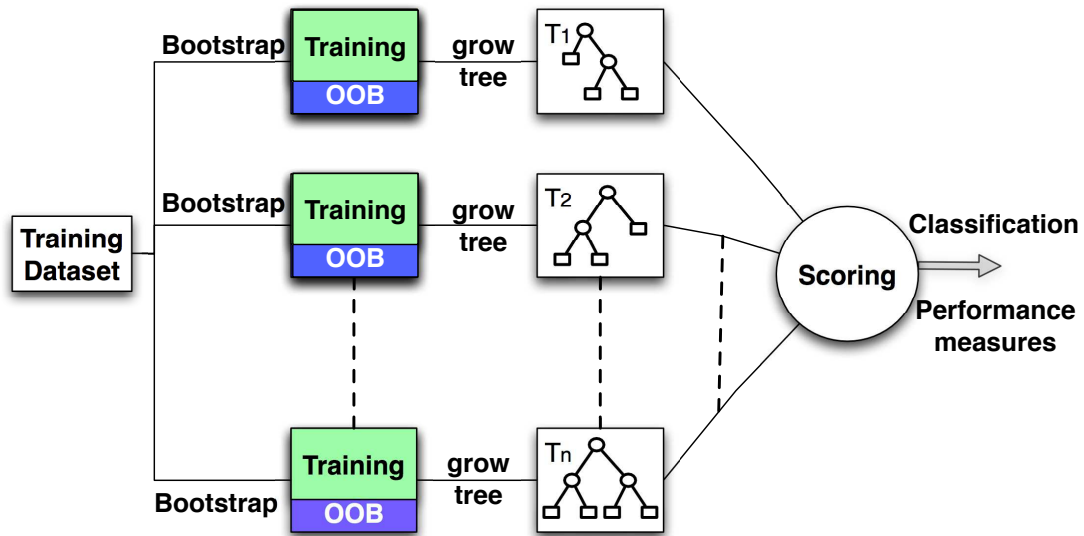 Bootstrap
Training
OOB
grow
tree
T1
Bootstrap
Training
OOB
grow
tree
T2
Training
Dataset
Scoring
Classification
Performance
measures
Bootstrap
Training
OOB
grow
tree
Tn